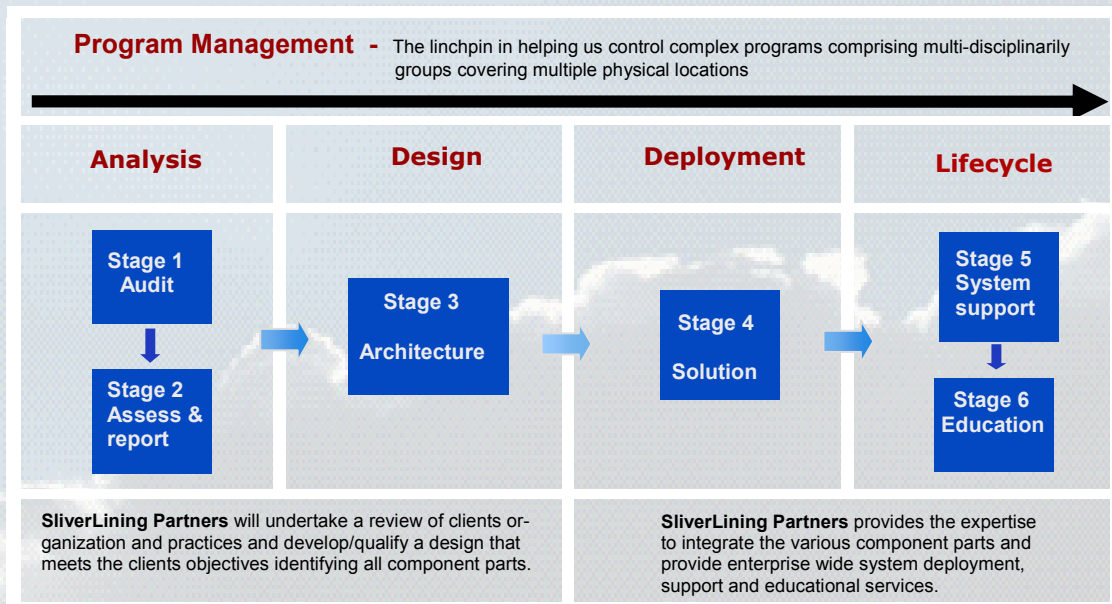 Program Management - The linchpin in helping us control complex programs comprising multi-disciplinarily
groups covering multiple physical locations
Analysis
Design
Deployment
Lifecycle
Stage 1
Audit
Stage 2
Assess &
report
Stage 3
Architecture
Stage 4
Solution
Stage 5
System
support
Stage 6
Education
SliverLining Partners will undertake a review of clients or-
ganization and practices and develop/qualify a design that
meets the clients objectives identifying all component parts.
SliverLining Partners provides the expertise
to integrate the various component parts and
provide enterprise wide system deployment,
support and educational services.